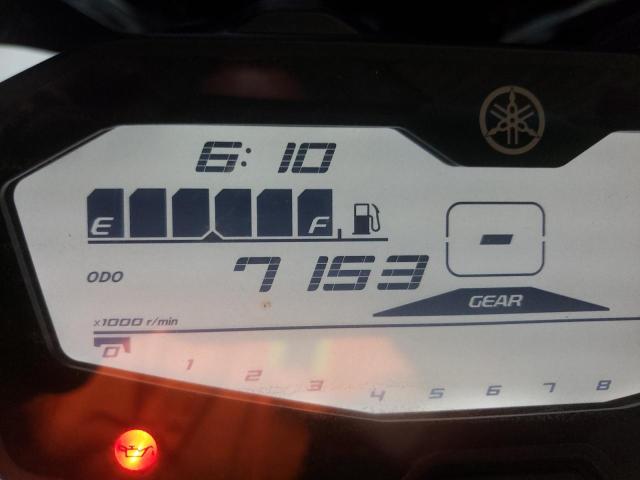 6:10
E F
ODO 7153
-
GEAR
x1000 r/min
0 1 2 3 4 5 6 7 8